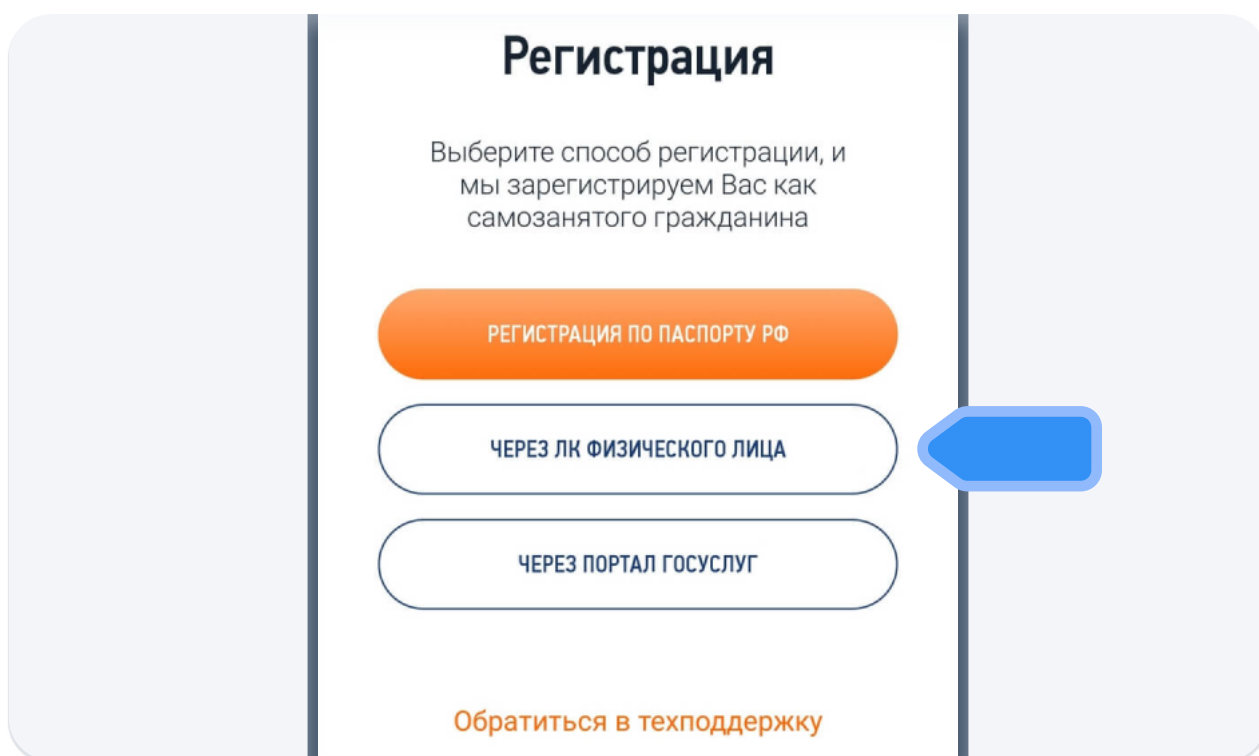 Регистрация
Выберите способ регистрации, и
мы зарегистрируем Вас как
самозанятого гражданина
РЕГИСТРАЦИЯ ПО ПАСПОРТУ РФ
ЧЕРЕЗ ЛК ФИЗИЧЕСКОГО ЛИЦА
ЧЕРЕЗ ПОРТАЛ ГОСУСЛУГ
Обратиться в техподдержку